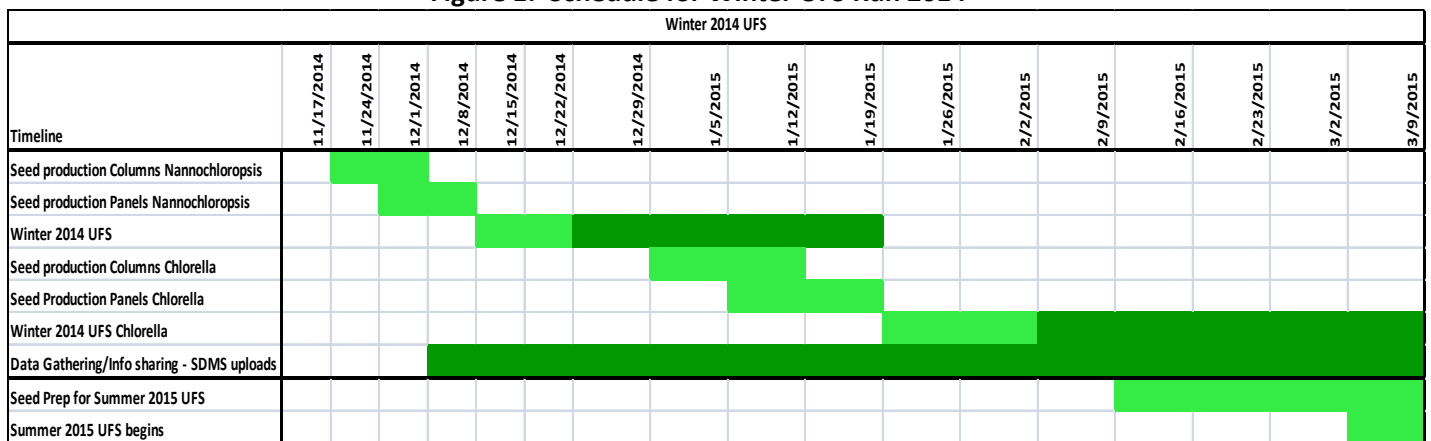 Winter 2014 UFS
Timeline
11/17/2014
11/24/2014
12/1/2014
12/8/2014
12/15/2014
12/22/2014
12/29/2014
1/5/2015
1/12/2015
1/19/2015
1/26/2015
2/2/2015
2/9/2015
2/16/2015
2/23/2015
3/2/2015
3/9/2015
Seed production Columns Nannochloropsis
Seed production Panels Nannochloropsis
Winter 2014 UFS
Seed production Columns Chlorella
Seed Production Panels Chlorella
Winter 2014 UFS Chlorella
Data Gathering/Info sharing - SDMS uploads
Seed Prep for Summer 2015 UFS
Summer 2015 UFS begins